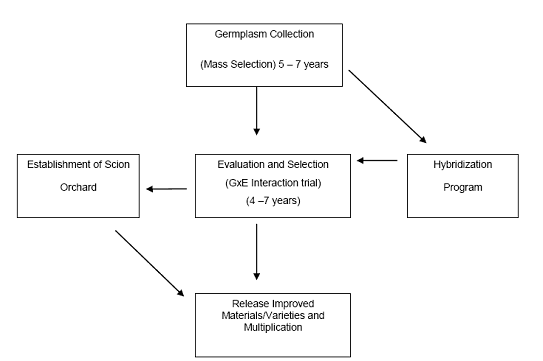 Germplasm Collection
(Mass Selection) 5 – 7 years
Establishment of Scion
Orchard
Evaluation and Selection
(GxE Interaction trial)
(4 –7 years)
Hybridization
Program
Release Improved
Materials/Varieties and
Multiplication